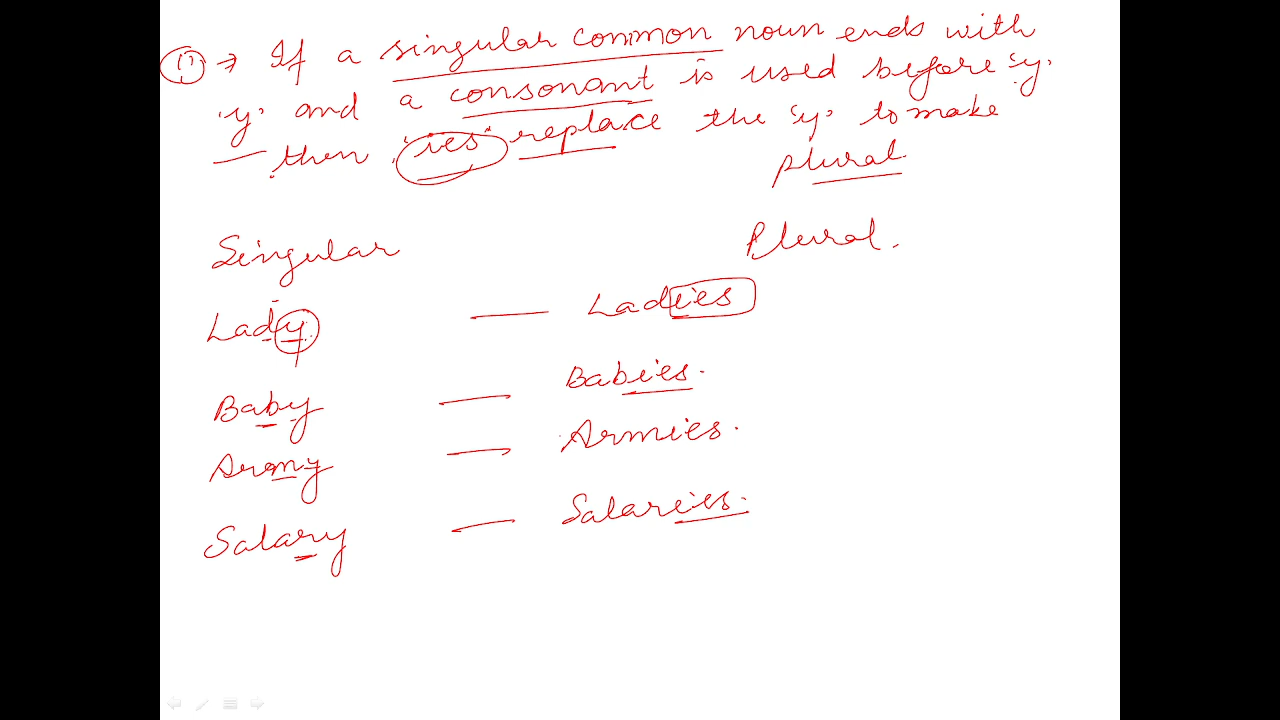 (1) → If a singular common noun ends with
'y' and a consonant is used before 'y'
then "ies" replace the 'y' to make
plural.
Singular Plural.
Lady — Ladies
Baby — Babies.
Army — Armies.
Salary — Salaries.